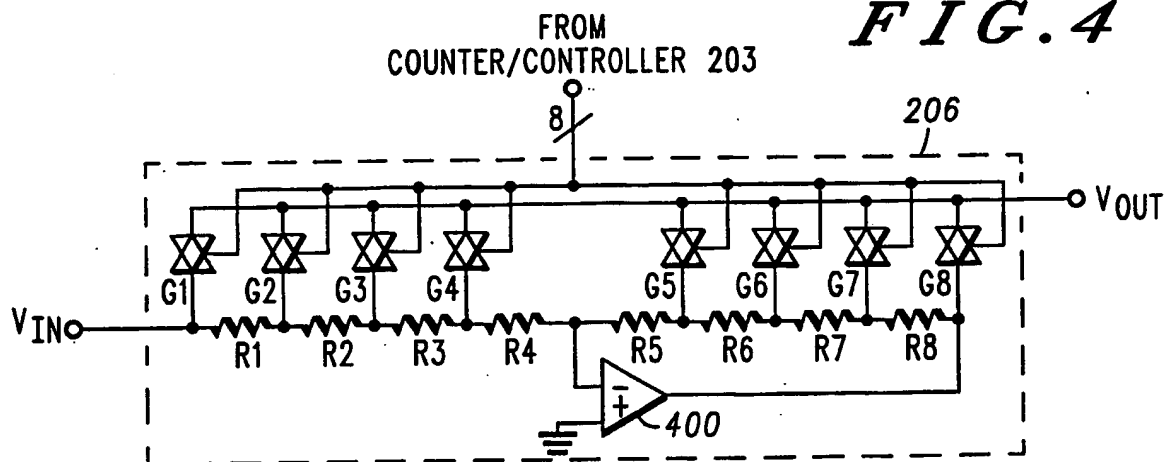 FIG.4
FROM
COUNTER/CONTROLLER 203
8
206
VOUT
G1 G2 G3 G4 G5 G6 G7 G8
VIN
R1 R2 R3 R4 R5 R6 R7 R8
-
+
400